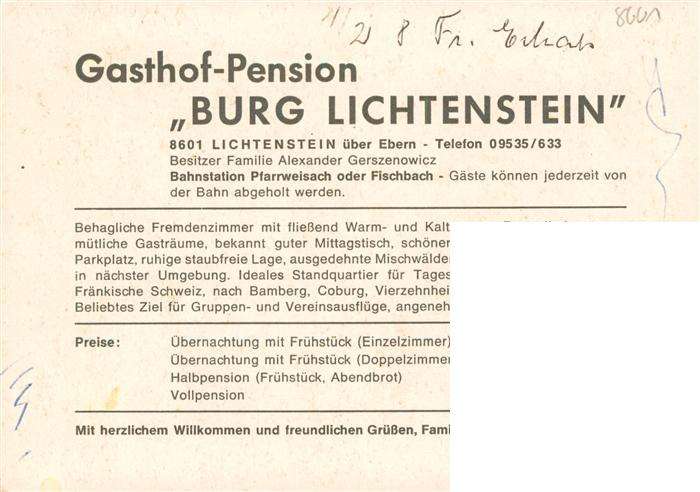 8601
8 Fr.
Gasthof-Pension
„BURG LICHTENSTEIN”
8601 LICHTENSTEIN über Ebern - Telefon 09535/633
Besitzer Familie Alexander Gerszenowicz
Bahnstation Pfarrweisach oder Fischbach - Gäste können jederzeit von
der Bahn abgeholt werden.
Behagliche Fremdenzimmer mit fließend Warm- und Kalt
mütliche Gasträume, bekannt guter Mittagstisch, schöner
Parkplatz, ruhige staubfreie Lage, ausgedehnte Mischwälder
in nächster Umgebung. Ideales Standquartier für Tages
Fränkische Schweiz, nach Bamberg, Coburg, Vierzehnhei
Beliebtes Ziel für Gruppen- und Vereinsausflüge, angeneh
Preise: Übernachtung mit Frühstück (Einzelzimmer)
Übernachtung mit Frühstück (Doppelzimmer
Halbpension (Frühstück, Abendbrot)
Vollpension
Mit herzlichem Willkommen und freundlichen Grüßen, Fami